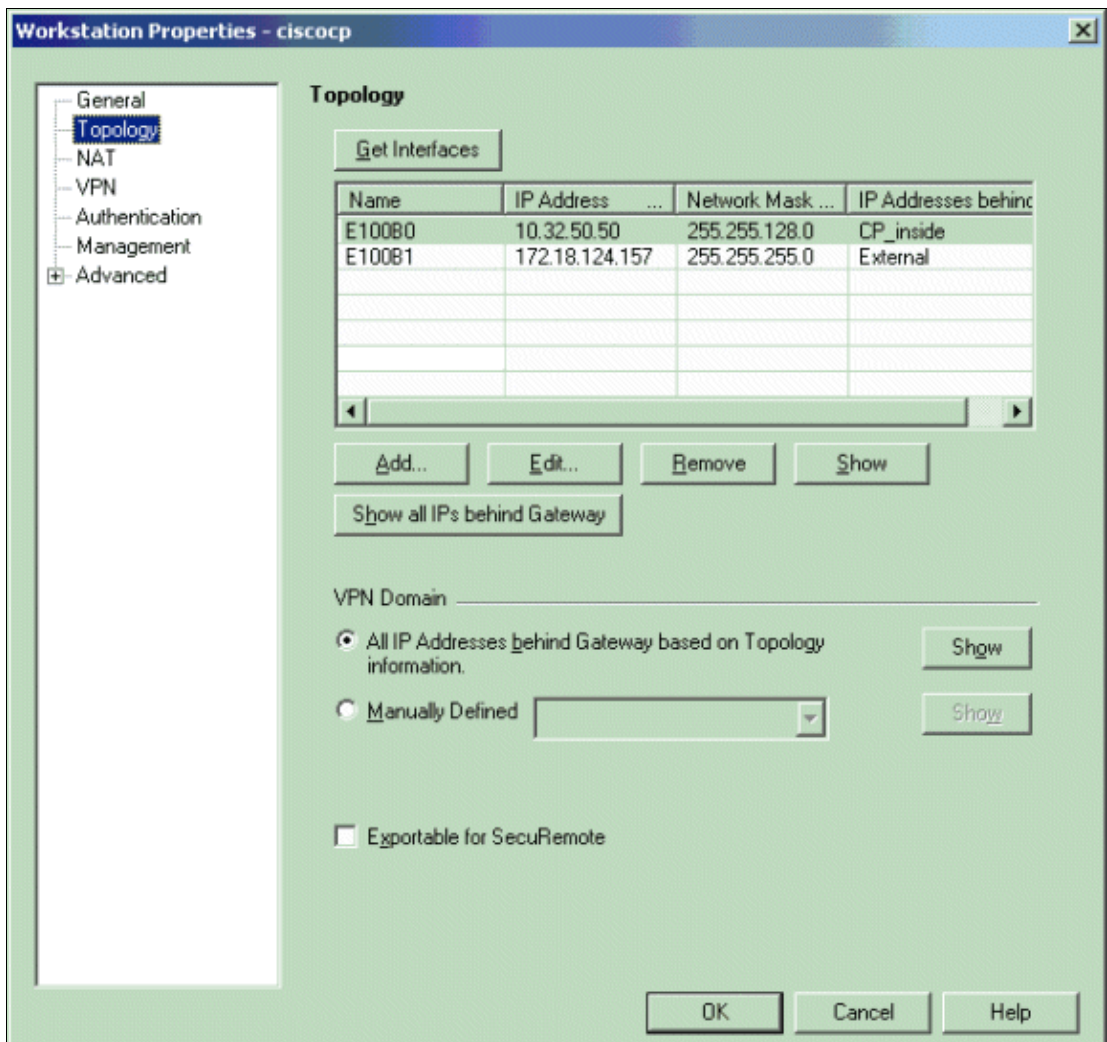 Workstation Properties - ciscocp
General
Topology
NAT
VPN
Authentication
Management
Advanced
Topology
Get Interfaces
Name IP Address ... Network Mask ... IP Addresses behind
E100B0 10.32.50.50 255.255.128.0 CP_inside
E100B1 172.18.124.157 255.255.255.0 External
Add... Edit... Remove Show
Show all IPs behind Gateway
VPN Domain
All IP Addresses behind Gateway based on Topology
information.
Show
Manually Defined
Show
Exportable for SecuRemote
OK Cancel Help